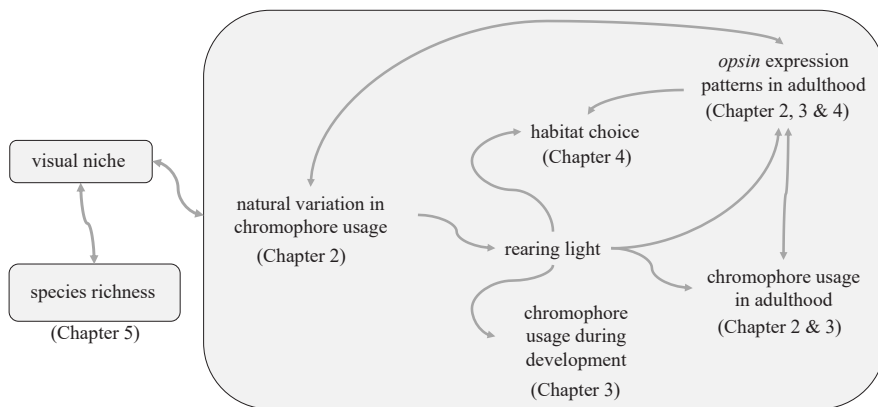 visual niche
species richness
(Chapter 5)
natural variation in
chromophore usage
(Chapter 2)
habitat choice
(Chapter 4)
opsin expression
patterns in adulthood
(Chapter 2, 3 & 4)
rearing light
chromophore
usage during
development
(Chapter 3)
chromophore usage
in adulthood
(Chapter 2 & 3)